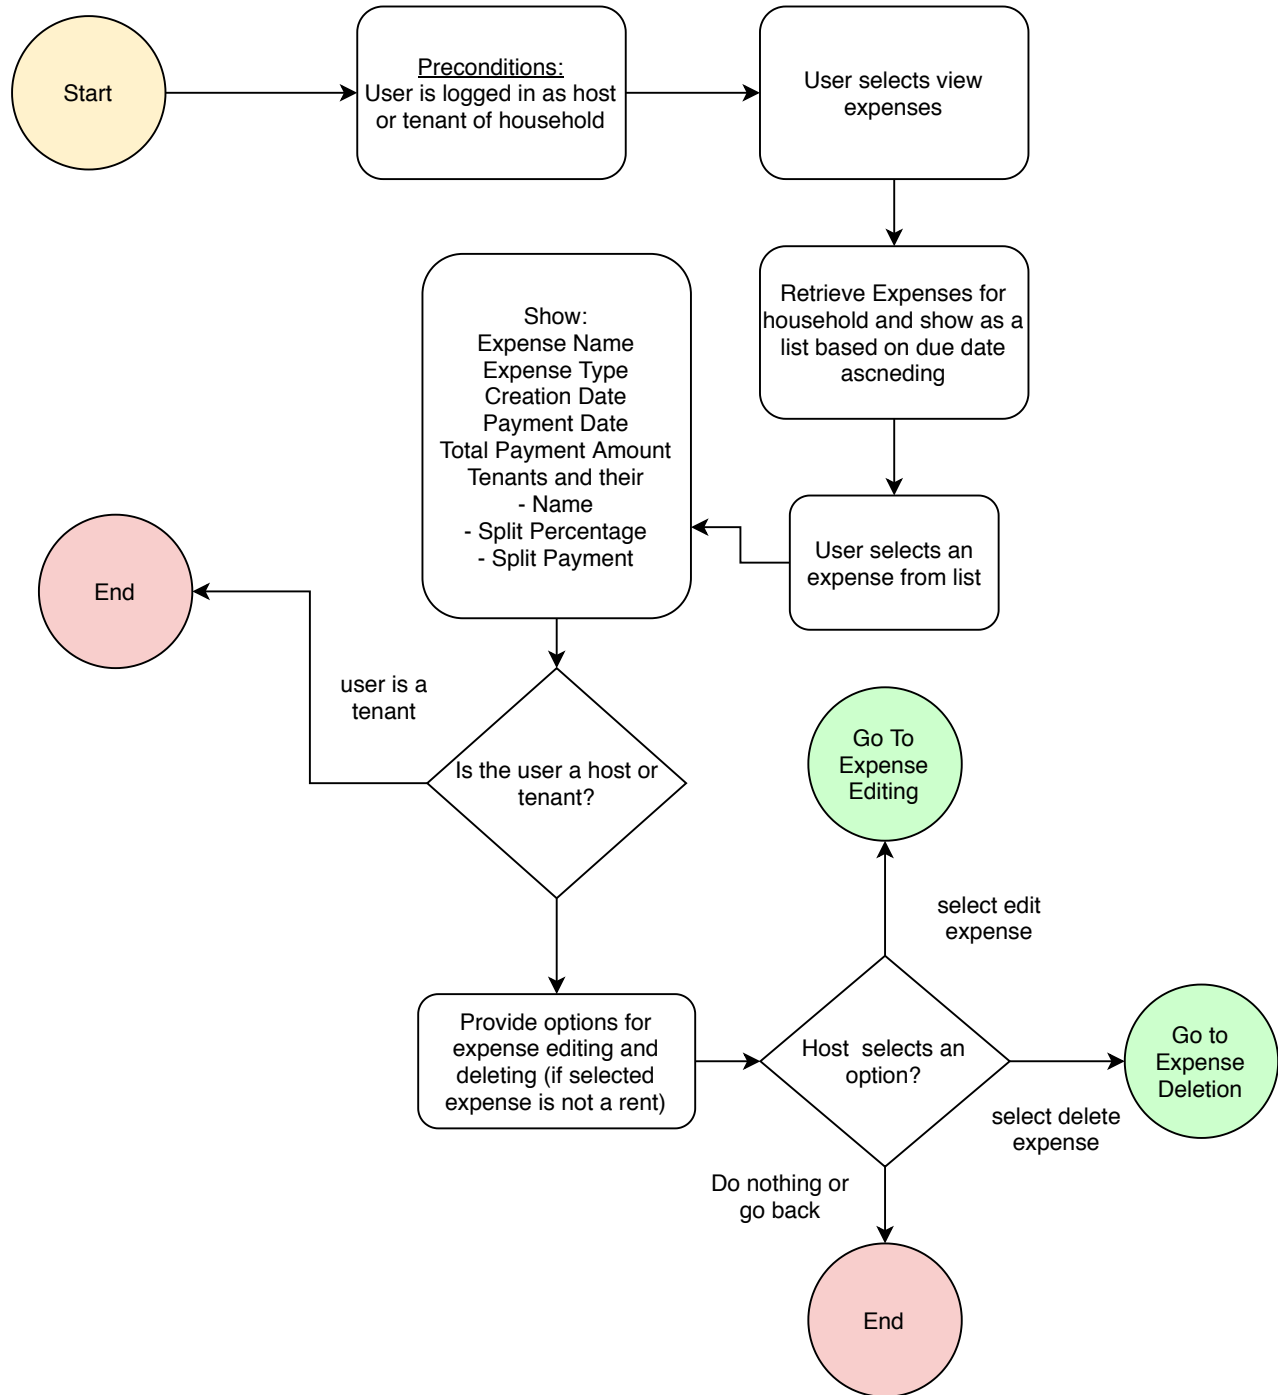 Start
Preconditions:
User is logged in as host
or tenant of household
User selects view
expenses
Retrieve Expenses for
household and show as a
list based on due date
ascneding
User selects an
expense from list
Show:
Expense Name
Expense Type
Creation Date
Payment Date
Total Payment Amount
Tenants and their
- Name
- Split Percentage
- Split Payment
End
user is a
tenant
Is the user a host or
tenant?
Provide options for
expense editing and
deleting (if selected
expense is not a rent)
Host  selects an
option?
select edit
expense
Go To
Expense
Editing
select delete
expense
Go to
Expense
Deletion
Do nothing or
go back
End